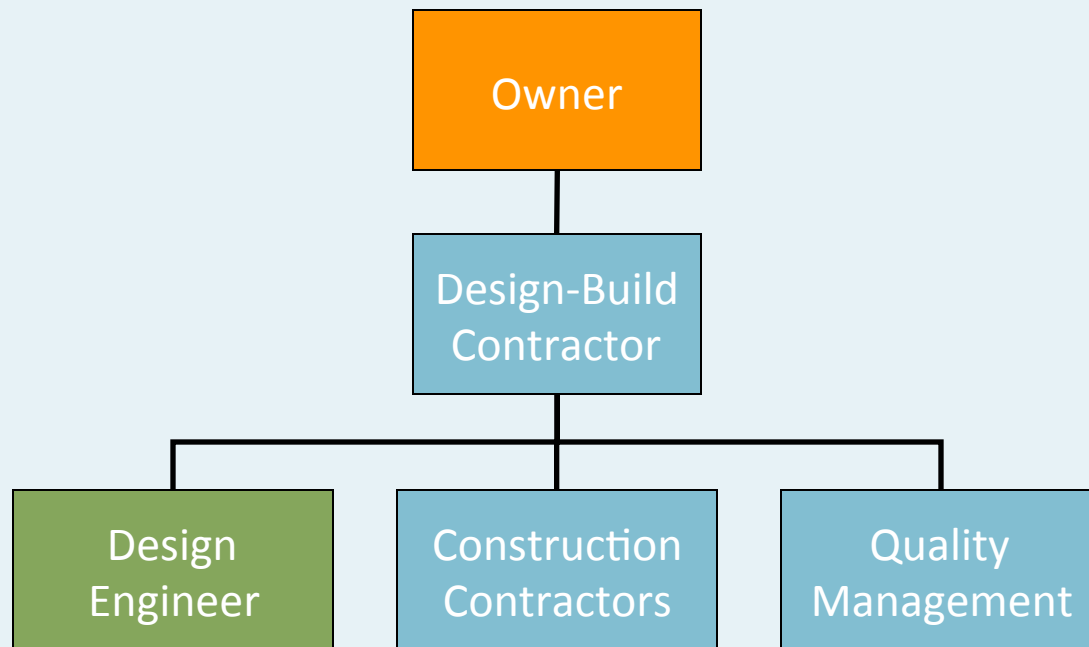 Owner
Design-Build
Contractor
Design
Engineer
Construction
Contractors
Quality
Management